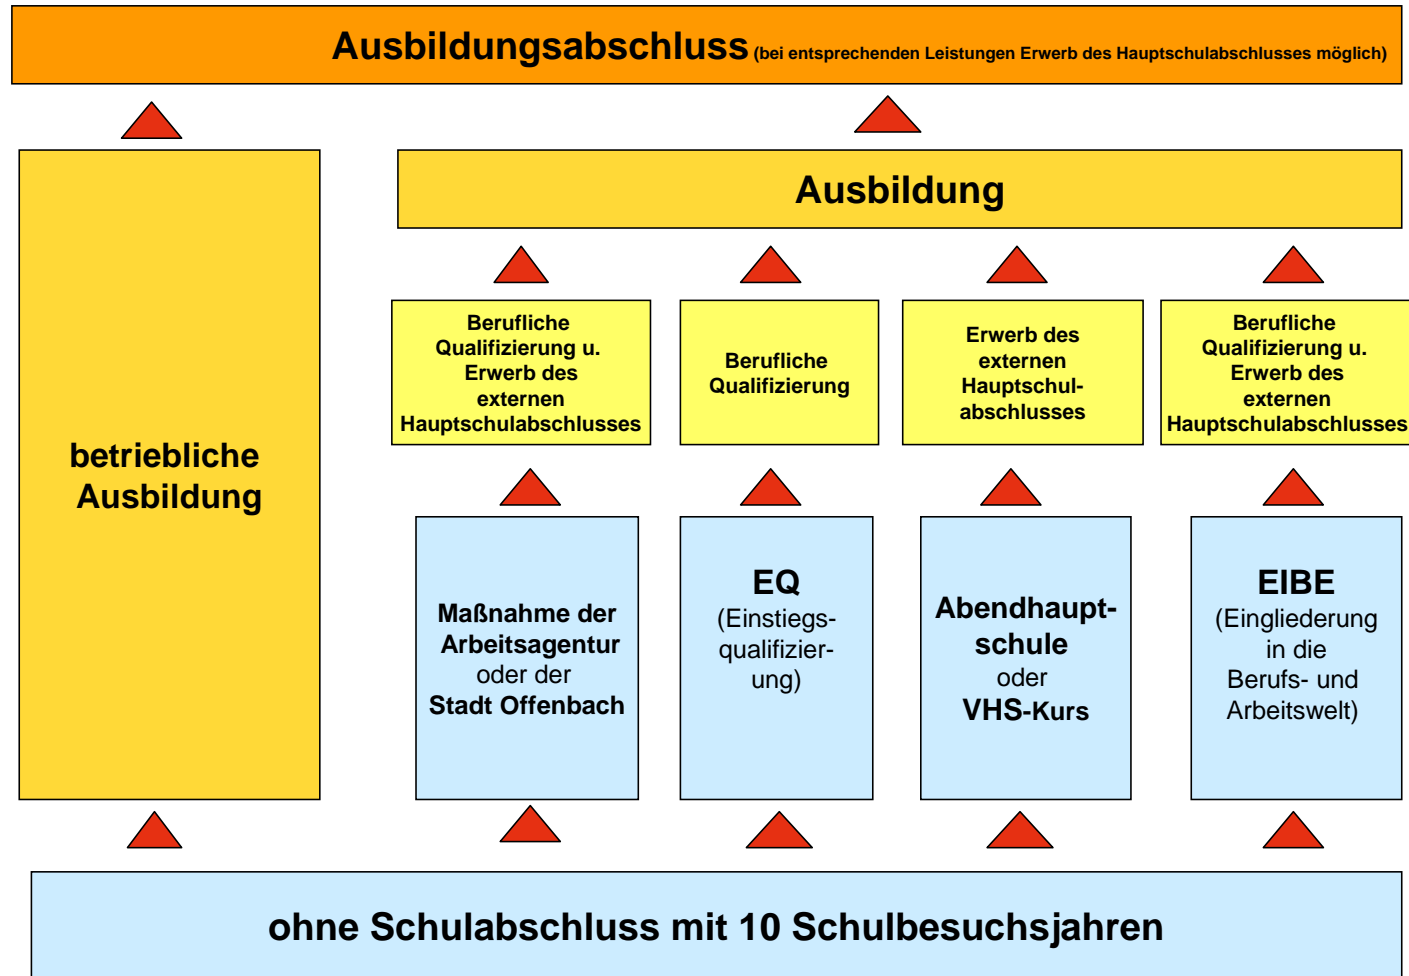 Ausbildungsabschluss (bei entsprechenden Leistungen Erwerb des Hauptschulabschlusses möglich)
betriebliche
Ausbildung
Ausbildung
Berufliche
Qualifizierung u.
Erwerb des
externen
Hauptschulabschlusses
Berufliche
Qualifizierung
Erwerb des
externen
Hauptschul-
abschlusses
Berufliche
Qualifizierung u.
Erwerb des
externen
Hauptschulabschlusses
Maßnahme der
Arbeitsagentur
oder der
Stadt Offenbach
EQ
(Einstiegs-
qualifizier-
ung)
Abendhaupt-
schule
oder
VHS-Kurs
EIBE
(Eingliederung
in die
Berufs- und
Arbeitswelt)
ohne Schulabschluss mit 10 Schulbesuchsjahren